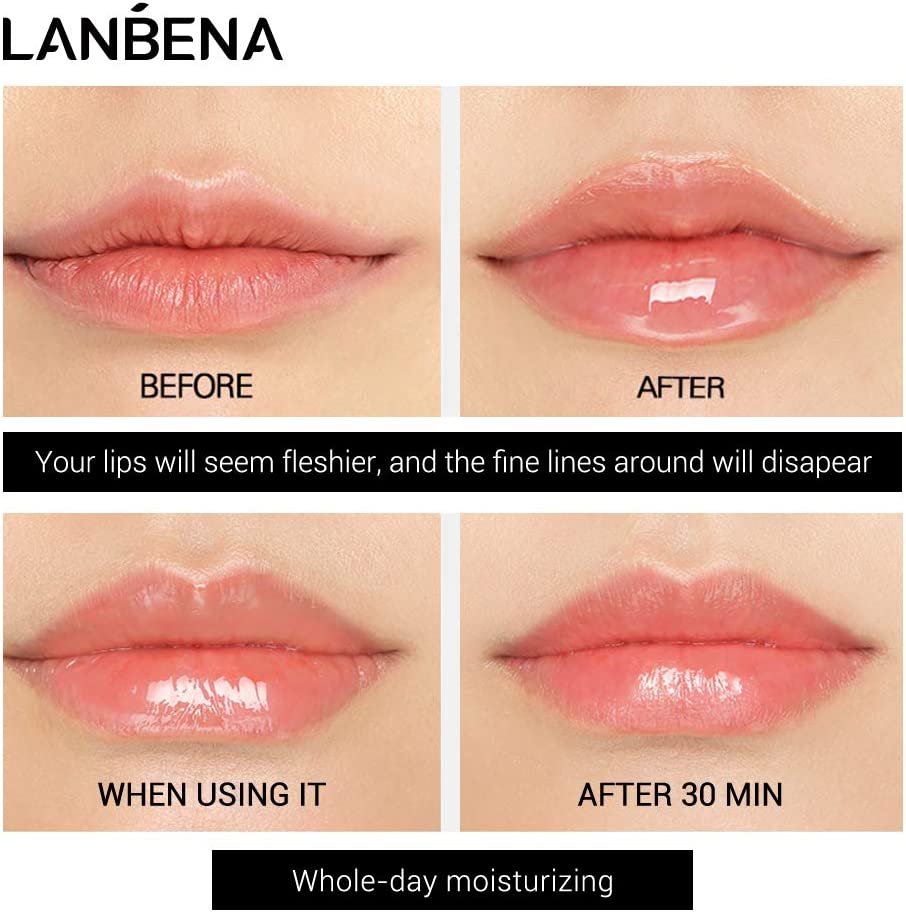 LANBENA
BEFORE
AFTER
Your lips will seem fleshier, and the fine lines around will disapear
WHEN USING IT
AFTER 30 MIN
Whole-day moisturizing